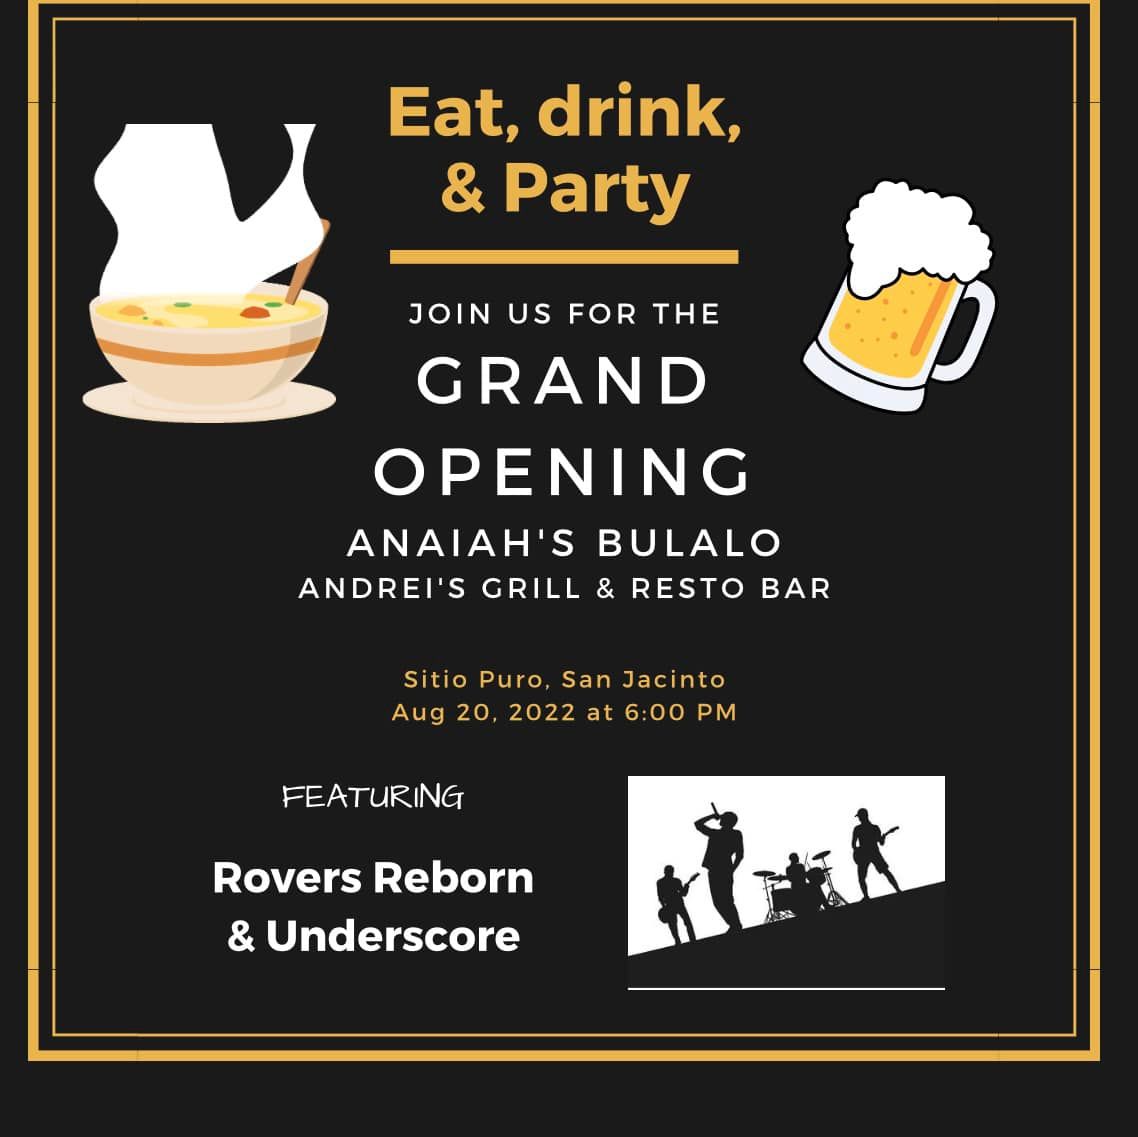 Eat, drink,
& Party
JOIN US FOR THE
GRAND
OPENING
ANAIAH'S BULALO
ANDREI'S GRILL & RESTO BAR
Sitio Puro, San Jacinto
Aug 20, 2022 at 6:00 PM
FEATURING
Rovers Reborn
& Underscore